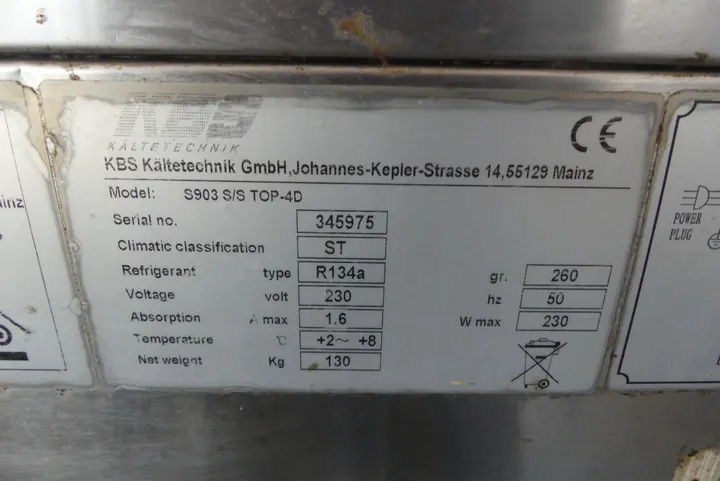 KBS
KÄLTETECHNIK
CE
KBS Kältetechnik GmbH,Johannes-Kepler-Strasse 14,55129 Mainz
Model: S903 S/S TOP-4D
Serial no. 345975
Climatic classification ST
Refrigerant type R134a gr. 260
Voltage volt 230 hz 50
Absorption A max 1.6 W max 230
Temperature ℃ +2~ +8
Net weight Kg 130
ainz
POWER
PLUG